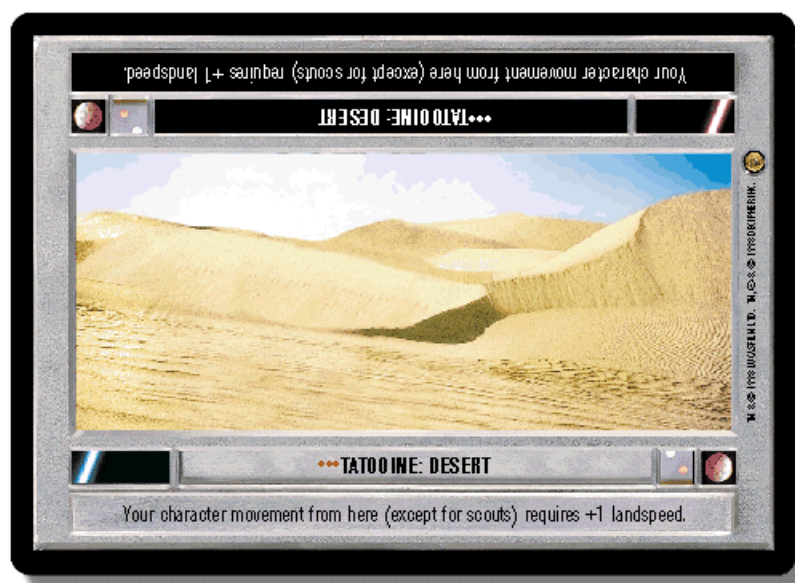 Your character movement from here (except for scouts) requires +1 landspeed.
•••TATOOINE: DESERT
•••TATOOINE: DESERT
Your character movement from here (except for scouts) requires +1 landspeed.